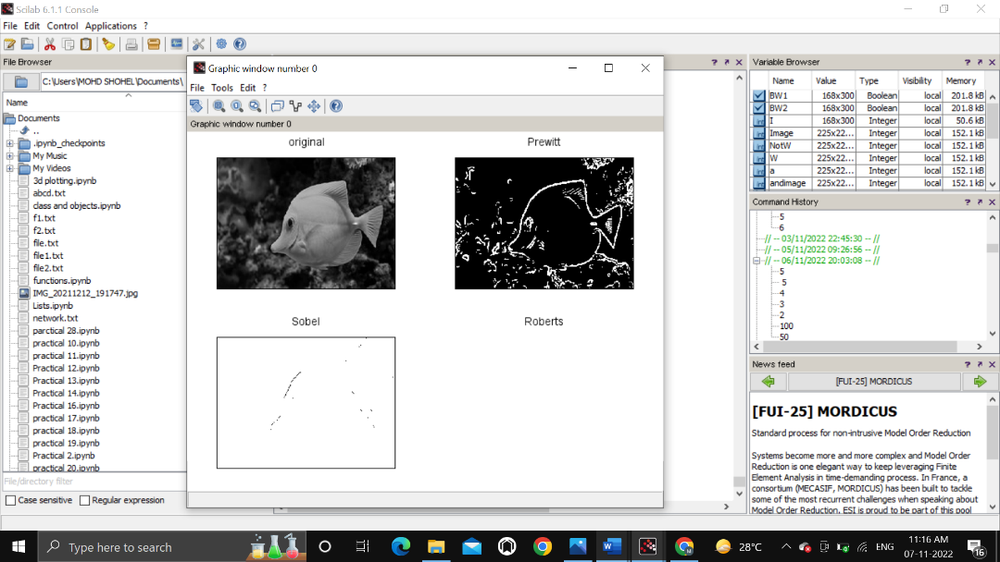 Scilab 6.1.1 Console
File Edit Control Applications ?
File Browser
C:\Users\MOHD SHOHEL\Documents\
Name
Documents
..
.ipynb_checkpoints
My Music
My Videos
3d plotting.ipynb
abcd.txt
class and objects.ipynb
f1.txt
f2.txt
file.txt
file1.txt
file2.txt
functions.ipynb
IMG_20211212_191747.jpg
Lists.ipynb
network.txt
parctical 28.ipynb
practical 10.ipynb
practical 11.ipynb
Practical 12.ipynb
Practical 13.ipynb
Practical 14.ipynb
Practical 16.ipynb
practical 17.ipynb
practical 18.ipynb
practical 19.ipynb
Practical 2.ipynb
practical 20.ipynb
File/directory filter
Case sensitive Regular expression
Graphic window number 0
File Tools Edit ?
Graphic window number 0
original
Prewitt
Sobel
Roberts
Variable Browser
Name Value Type Visibility Memory
BW1 168x300 Boolean local 201.8 kB
BW2 168x300 Boolean local 201.8 kB
I 168x300 Integer local 50.6 kB
Image 225x22... Integer local 152.1 kB
NotW 225x22... Integer local 152.1 kB
W 225x22... Integer local 152.1 kB
a 225x22... Integer local 152.1 kB
andimage 225x22... Integer local 152.1 kB
Command History
5
6
// -- 03/11/2022 22:45:30 -- //
// -- 05/11/2022 09:26:56 -- //
// -- 06/11/2022 20:03:08 -- //
5
5
4
3
2
100
50
News feed
[FUI-25] MORDICUS
[FUI-25] MORDICUS
Standard process for non-intrusive Model Order Reduction
Systems become more and more complex and Model Order
Reduction is one elegant way to keep leveraging Finite
Element Analysis in time-demanding process. In France, a
consortium (MECASIF, MORDICUS) has been built to tackle
some of the most recurrent challenges when speaking about
Model Order Reduction. ESI is proud to be part of this pool
Type here to search
28°C
ENG
11:16 AM
07-11-2022
16